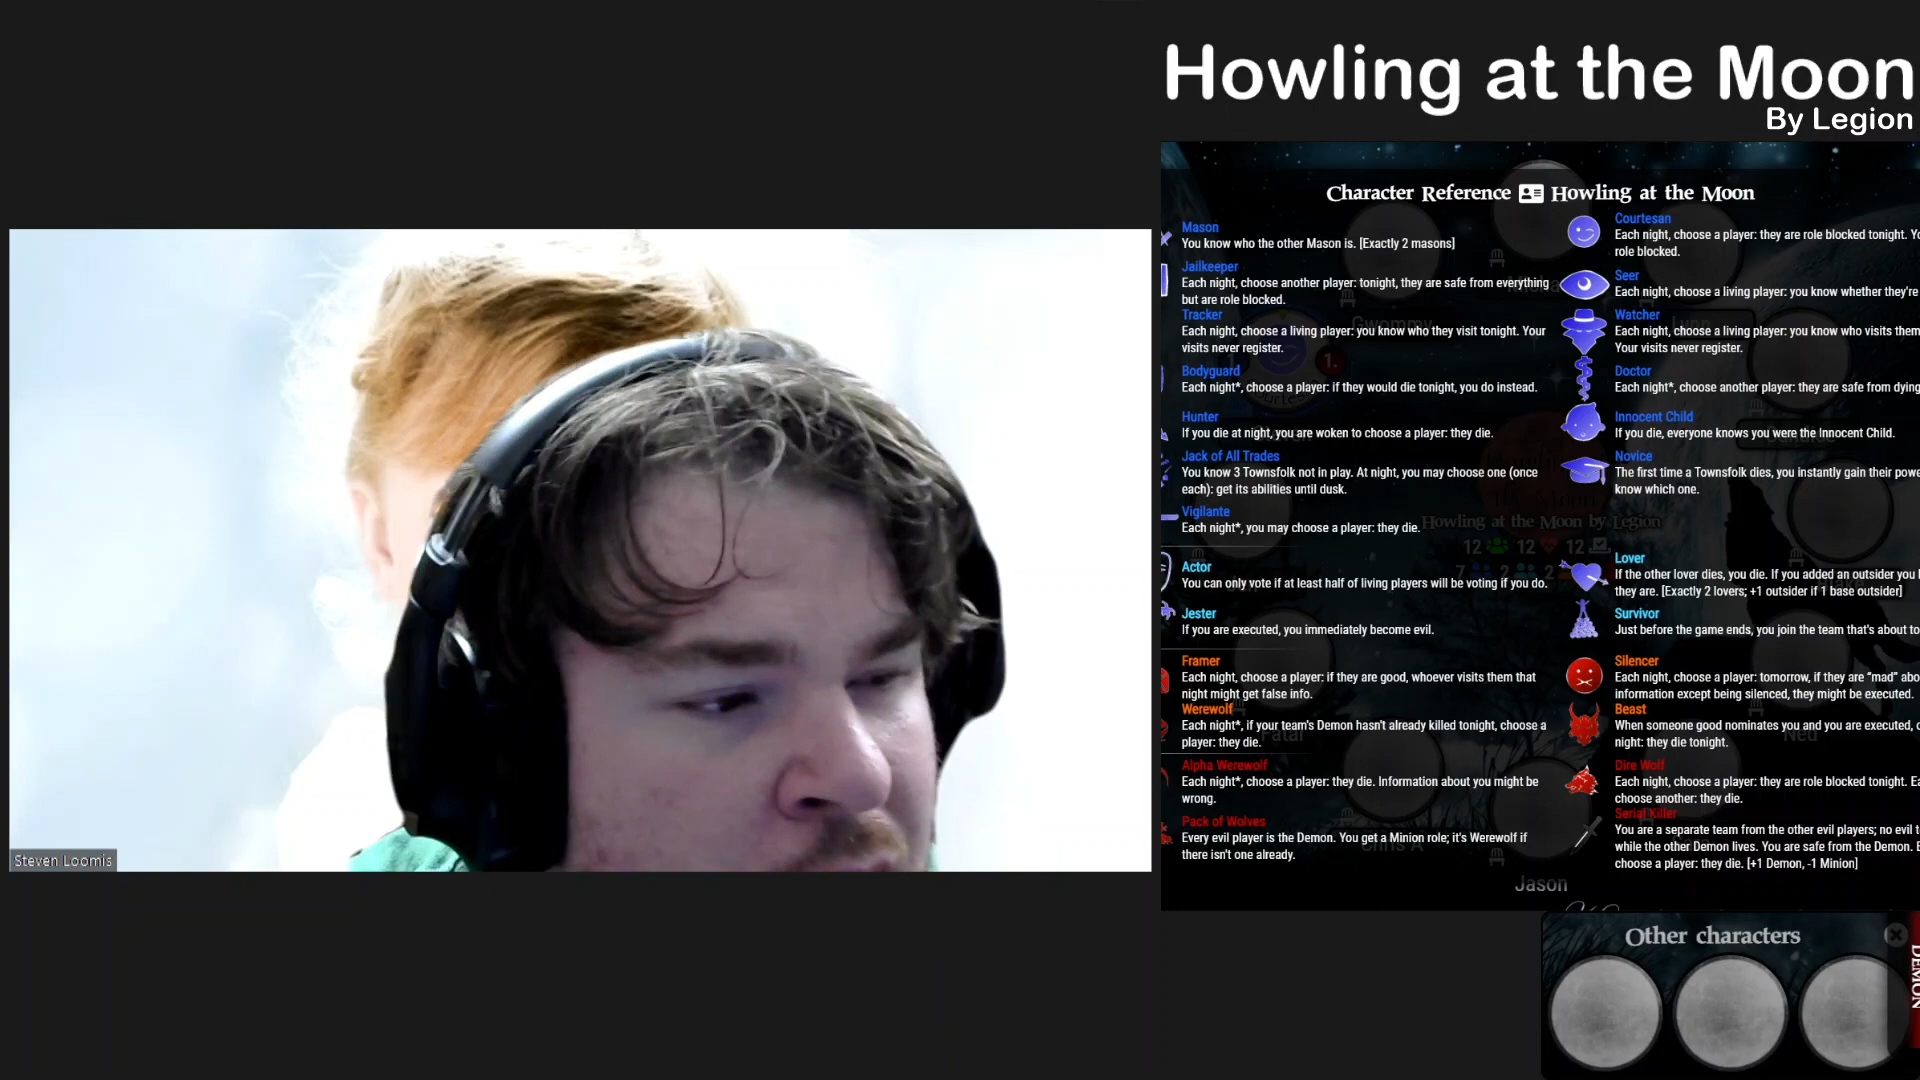 Howling at the Moon
By Legion
Character Reference Howling at the Moon
Mason
You know who the other Mason is. [Exactly 2 masons]
Jailkeeper
Each night, choose another player: tonight, they are safe from everything
but are role blocked.
Tracker
Each night, choose a living player: you know who they visit tonight. Your
visits never register.
Bodyguard
Each night*, choose a player: if they would die tonight, you do instead.
Hunter
If you die at night, you are woken to choose a player: they die.
Jack of All Trades
You know 3 Townsfolk not in play. At night, you may choose one (once
each): get its abilities until dusk.
Vigilante
Each night*, you may choose a player: they die.
Actor
You can only vote if at least half of living players will be voting if you do.
Jester
If you are executed, you immediately become evil.
Framer
Each night, choose a player: if they are good, whoever visits them that
night might get false info.
Werewolf
Each night*, if your team's Demon hasn't already killed tonight, choose a
player: they die.
Alpha Werewolf
Each night*, choose a player: they die. Information about you might be
wrong.
Pack of Wolves
Every evil player is the Demon. You get a Minion role; it's Werewolf if
there isn't one already.
Courtesan
Each night, choose a player: they are role blocked tonight.
role blocked.
Seer
Each night, choose a living player: you know whether they're
Watcher
Each night, choose a living player: you know who visits them
Your visits never register.
Doctor
Each night*, choose another player: they are safe from dying
Innocent Child
If you die, everyone knows you were the Innocent Child.
Novice
The first time a Townsfolk dies, you instantly gain their
know which one.
Howling at the Moon by Legion
12 12 12
7 2 2
Lover
If the other lover dies, you die. If you added an outsider you
they are. [Exactly 2 lovers; +1 outsider if 1 base outsider]
Survivor
Just before the game ends, you join the team that's about to
Silencer
Each night, choose a player: tomorrow, if they are "mad"
information except being silenced, they might be executed.
Beast
When someone good nominates you and you are executed,
night: they die tonight.
Dire Wolf
Each night, choose a player: they are role blocked tonight.
choose another: they die.
Serial Killer
You are a separate team from the other evil players; no evil
while the other Demon lives. You are safe from the Demon.
choose a player: they die. [+1 Demon, -1 Minion]
Fatal
Ned
Chris A
Jason
Steven Loomis
Other characters
DEMON